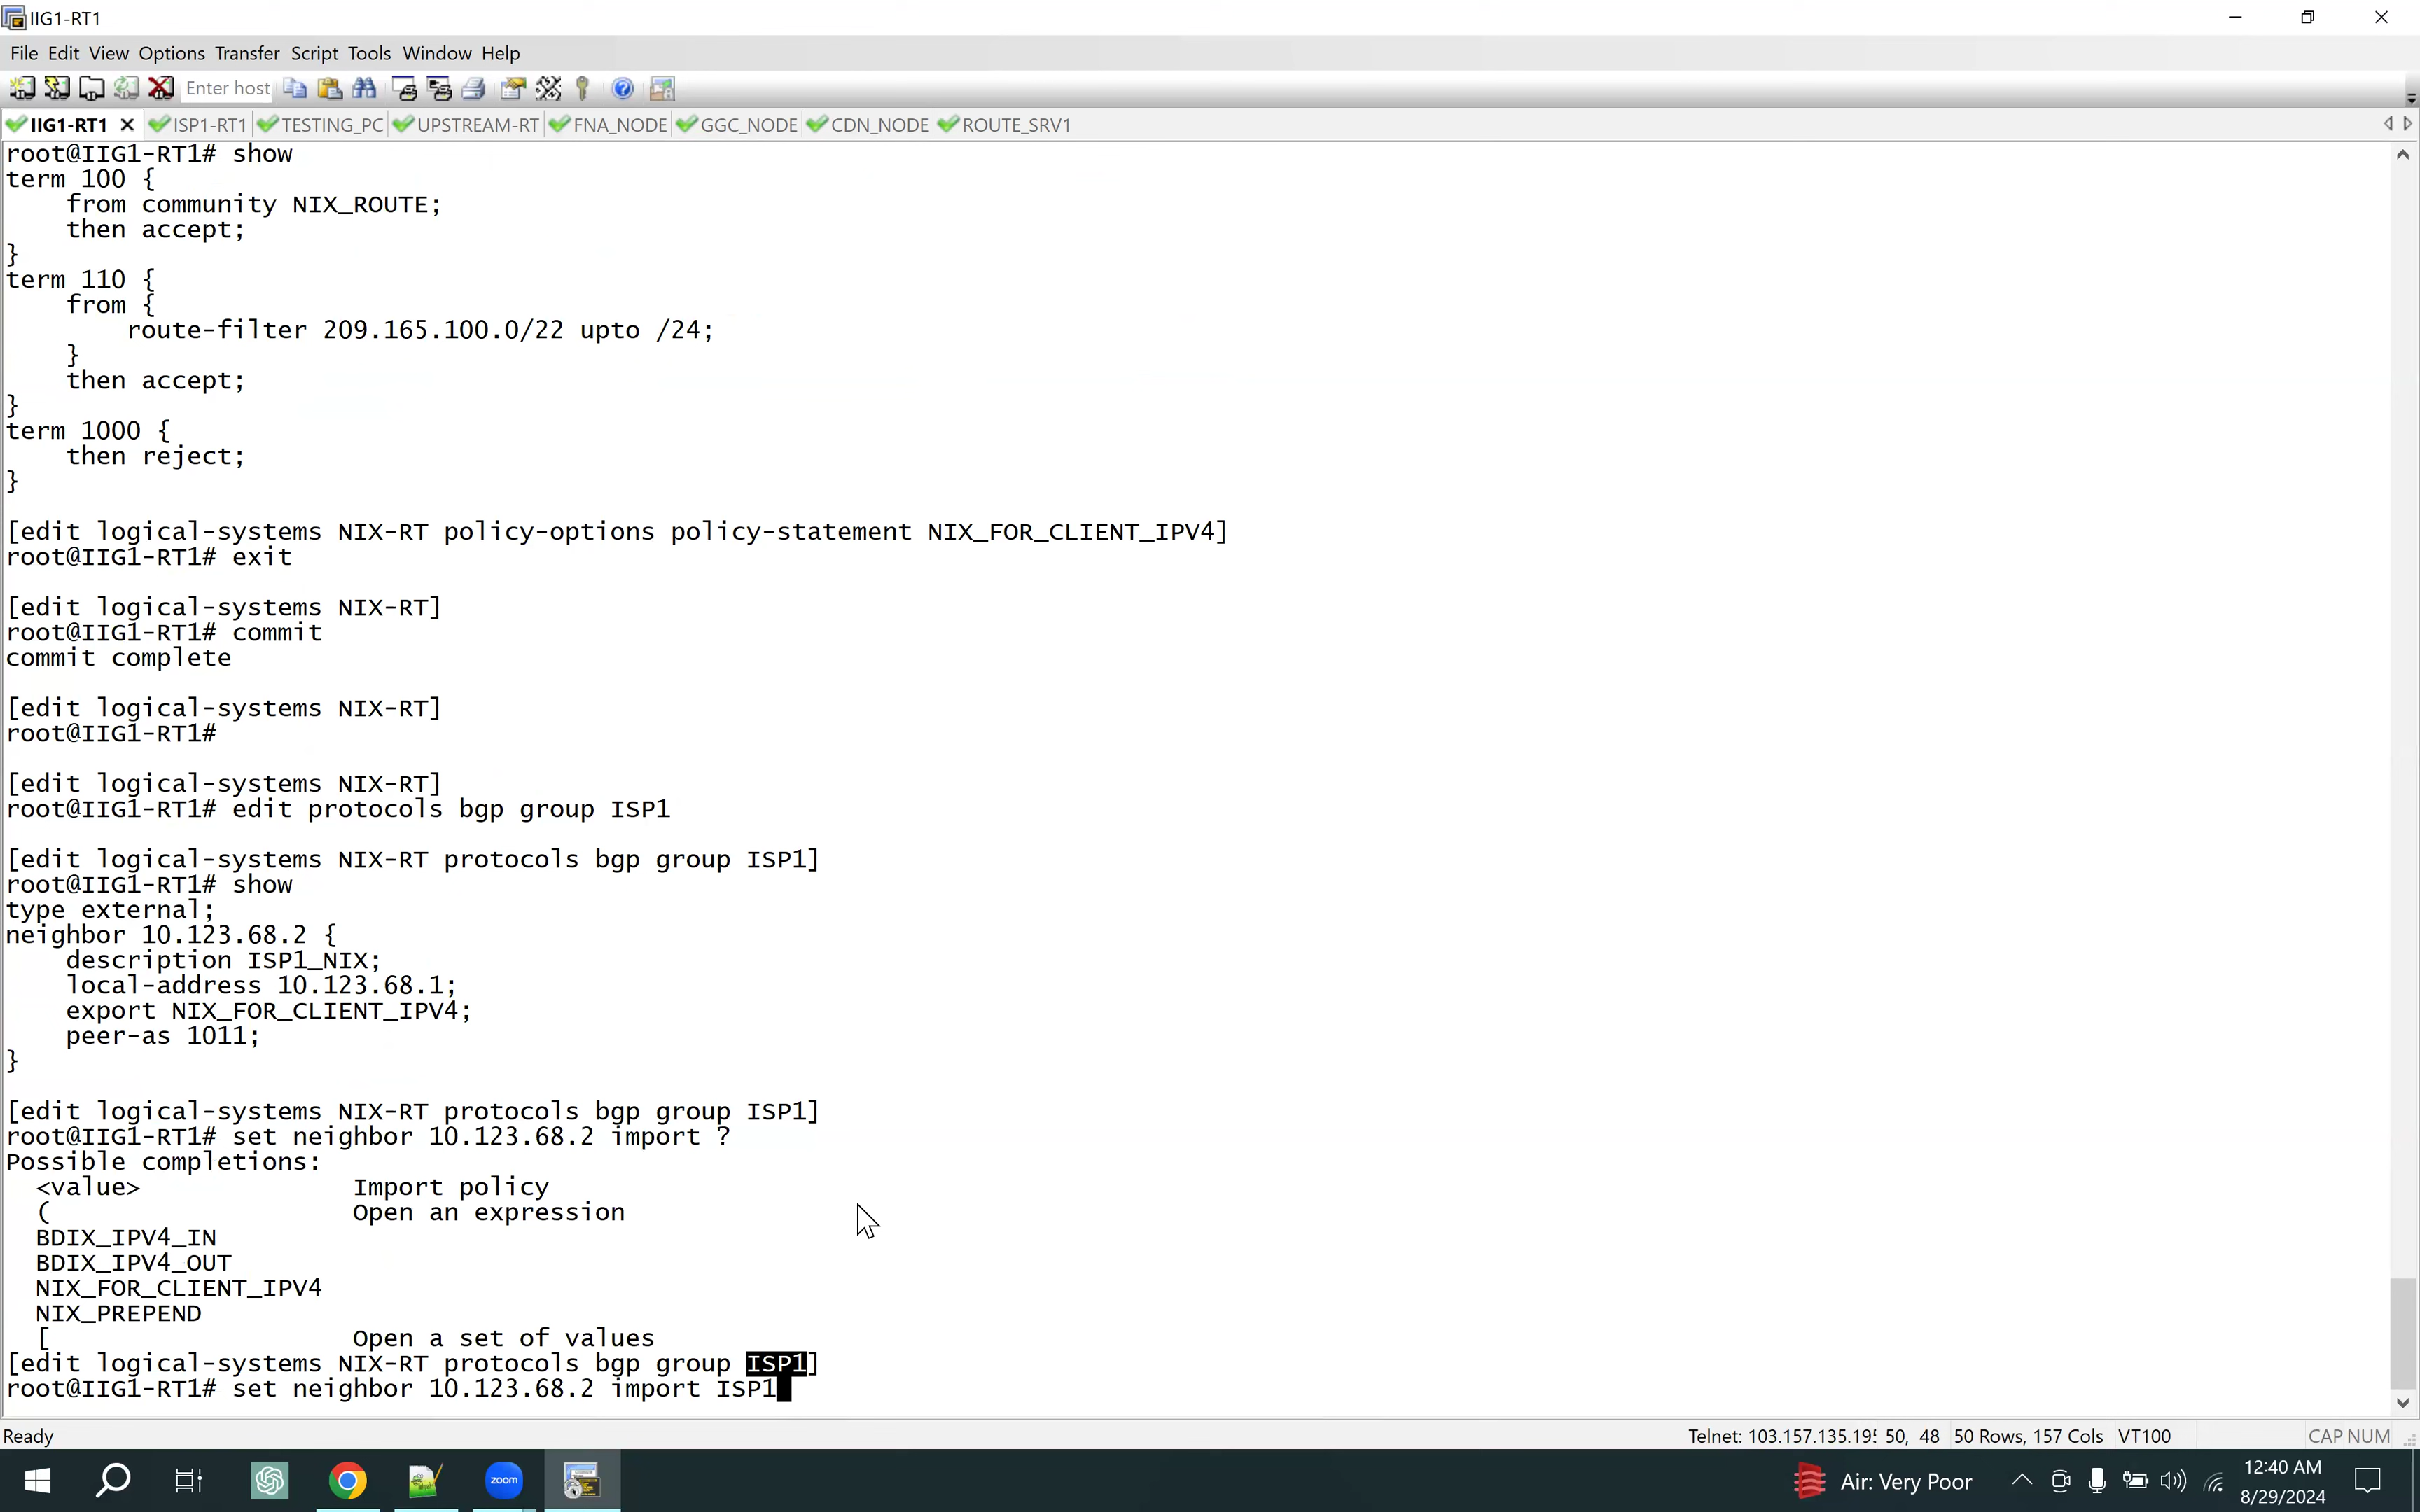 IIG1-RT1
File Edit View Options Transfer Script Tools Window Help
Enter host
IIG1-RT1 ISP1-RT1 TESTING_PC UPSTREAM-RT FNA_NODE GGC_NODE CDN_NODE ROUTE_SRV1
root@IIG1-RT1# show
term 100 {
    from community NIX_ROUTE;
    then accept;
}
term 110 {
    from {
        route-filter 209.165.100.0/22 upto /24;
    }
    then accept;
}
term 1000 {
    then reject;
}
[edit logical-systems NIX-RT policy-options policy-statement NIX_FOR_CLIENT_IPV4]
root@IIG1-RT1# exit
[edit logical-systems NIX-RT]
root@IIG1-RT1# commit
commit complete
[edit logical-systems NIX-RT]
root@IIG1-RT1#
[edit logical-systems NIX-RT]
root@IIG1-RT1# edit protocols bgp group ISP1
[edit logical-systems NIX-RT protocols bgp group ISP1]
root@IIG1-RT1# show
type external;
neighbor 10.123.68.2 {
    description ISP1_NIX;
    local-address 10.123.68.1;
    export NIX_FOR_CLIENT_IPV4;
    peer-as 1011;
}
[edit logical-systems NIX-RT protocols bgp group ISP1]
root@IIG1-RT1# set neighbor 10.123.68.2 import ?
Possible completions:
  <value>              Import policy
  (                    Open an expression
  BDIX_IPV4_IN
  BDIX_IPV4_OUT
  NIX_FOR_CLIENT_IPV4
  NIX_PREPEND
  [                    Open a set of values
[edit logical-systems NIX-RT protocols bgp group ISP1]
root@IIG1-RT1# set neighbor 10.123.68.2 import ISP1
Ready Telnet: 103.157.135.195 50, 48 50 Rows, 157 Cols VT100 CAP NUM
zoom Air: Very Poor 12:40 AM
8/29/2024